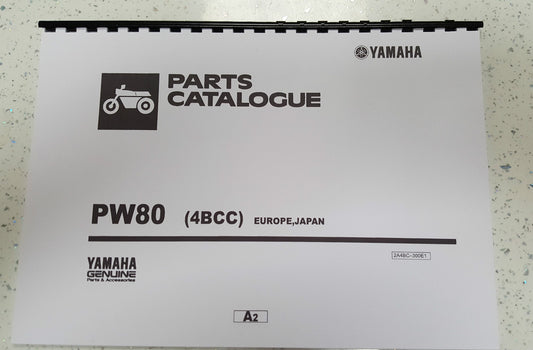 YAMAHA
PARTS
CATALOGUE
PW80 (4BCC) EUROPE,JAPAN
2A4BC-300E1
YAMAHA
GENUINE
Parts & Accessories
A2